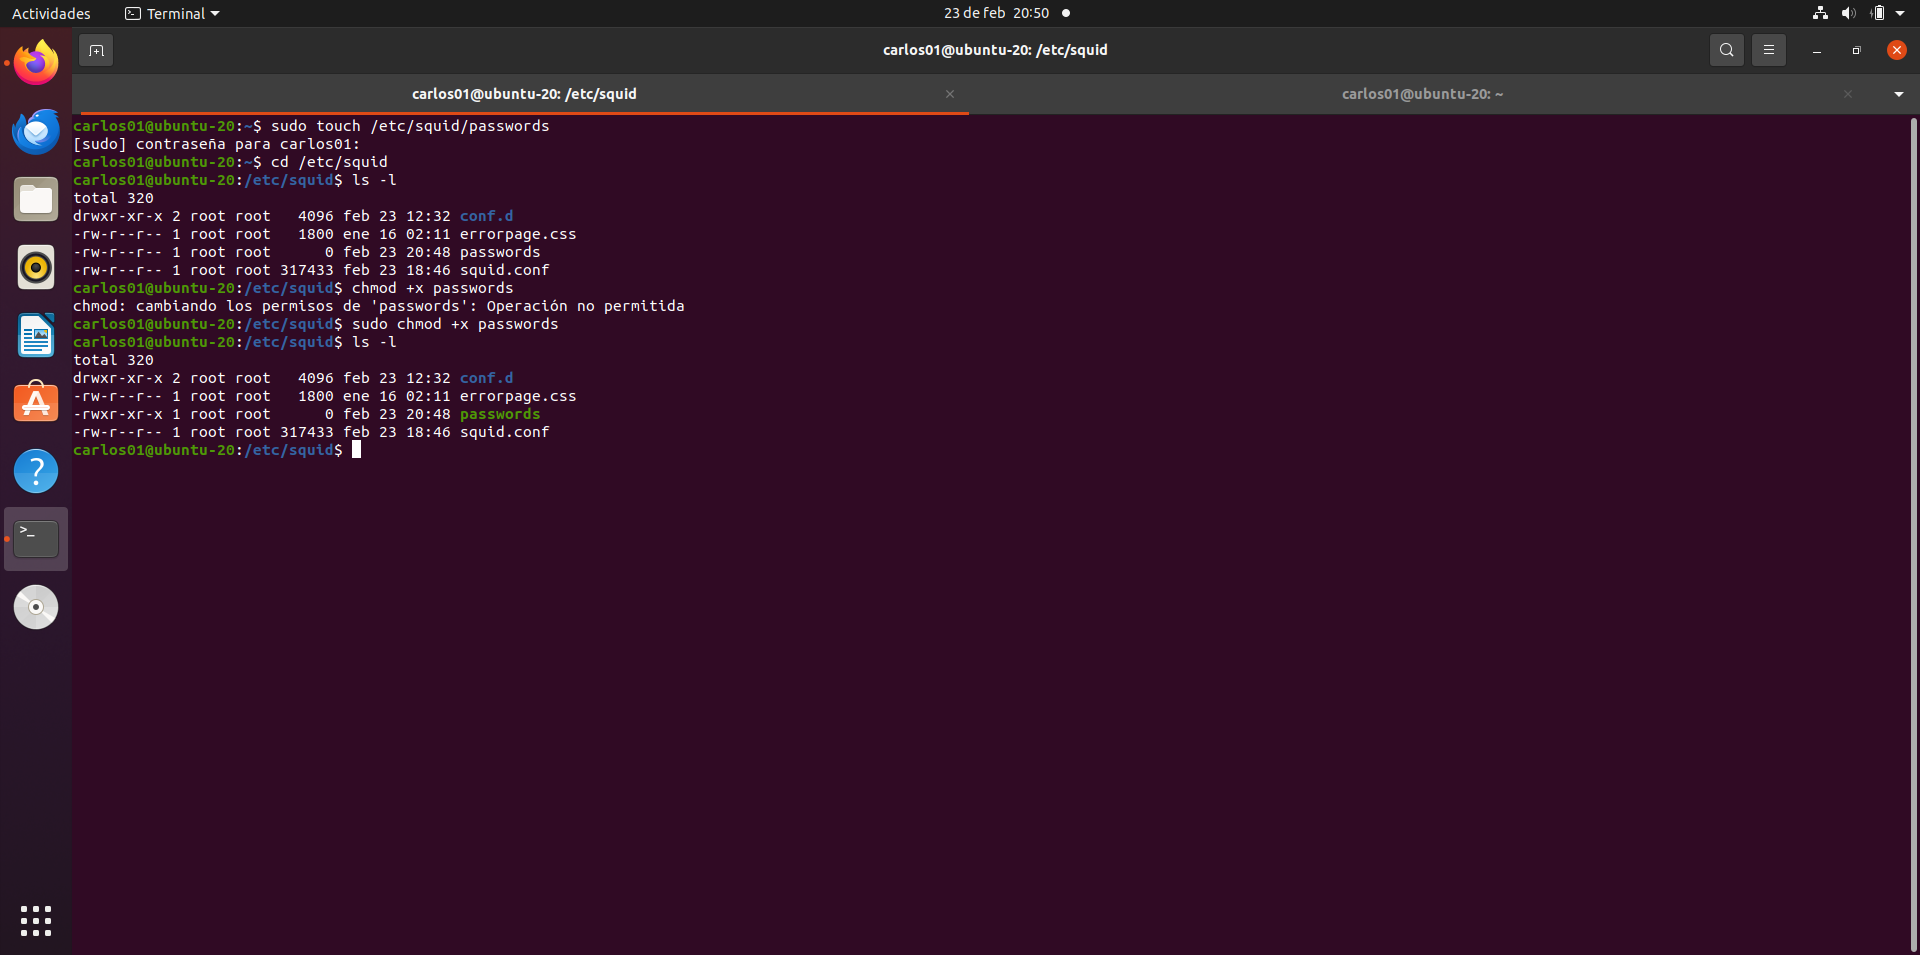 Actividades Terminal 23 de feb 20:50
carlos01@ubuntu-20: /etc/squid
carlos01@ubuntu-20: /etc/squid carlos01@ubuntu-20: ~
carlos01@ubuntu-20:~$ sudo touch /etc/squid/passwords
[sudo] contraseña para carlos01:
carlos01@ubuntu-20:~$ cd /etc/squid
carlos01@ubuntu-20:/etc/squid$ ls -l
total 320
drwxr-xr-x 2 root root   4096 feb 23 12:32 conf.d
-rw-r--r-- 1 root root   1800 ene 16 02:11 errorpage.css
-rw-r--r-- 1 root root      0 feb 23 20:48 passwords
-rw-r--r-- 1 root root 317433 feb 23 18:46 squid.conf
carlos01@ubuntu-20:/etc/squid$ chmod +x passwords
chmod: cambiando los permisos de 'passwords': Operación no permitida
carlos01@ubuntu-20:/etc/squid$ sudo chmod +x passwords
carlos01@ubuntu-20:/etc/squid$ ls -l
total 320
drwxr-xr-x 2 root root   4096 feb 23 12:32 conf.d
-rw-r--r-- 1 root root   1800 ene 16 02:11 errorpage.css
-rwxr-xr-x 1 root root      0 feb 23 20:48 passwords
-rw-r--r-- 1 root root 317433 feb 23 18:46 squid.conf
carlos01@ubuntu-20:/etc/squid$